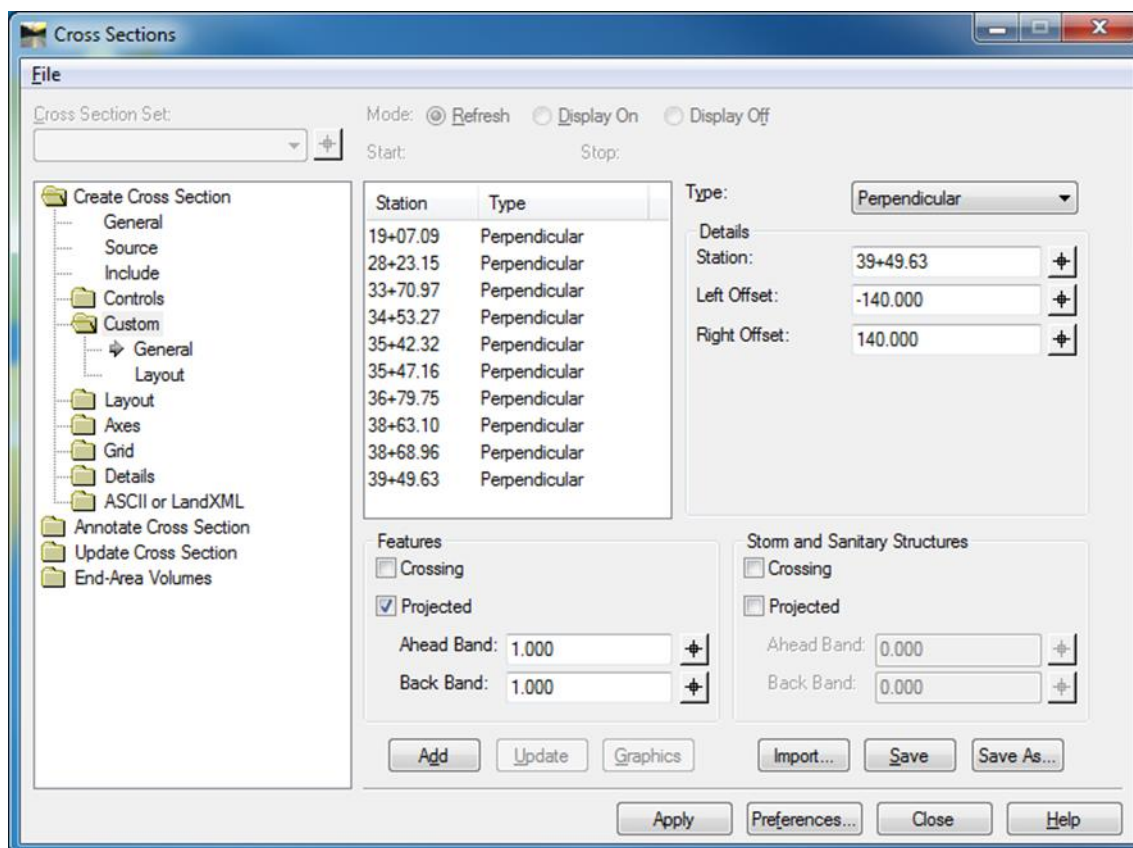 Cross Sections
File
Cross Section Set:
Mode: Refresh Display On Display Off
Start: Stop:
Create Cross Section
General
Source
Include
Controls
Custom
General
Layout
Layout
Axes
Grid
Details
ASCII or LandXML
Annotate Cross Section
Update Cross Section
End-Area Volumes
Station Type
19+07.09 Perpendicular
28+23.15 Perpendicular
33+70.97 Perpendicular
34+53.27 Perpendicular
35+42.32 Perpendicular
35+47.16 Perpendicular
36+79.75 Perpendicular
38+63.10 Perpendicular
38+68.96 Perpendicular
39+49.63 Perpendicular
Type: Perpendicular
Details
Station: 39+49.63
Left Offset: -140.000
Right Offset: 140.000
Features
Crossing
Projected
Ahead Band: 1.000
Back Band: 1.000
Storm and Sanitary Structures
Crossing
Projected
Ahead Band: 0.000
Back Band: 0.000
Add Update Graphics Import... Save Save As...
Apply Preferences... Close Help